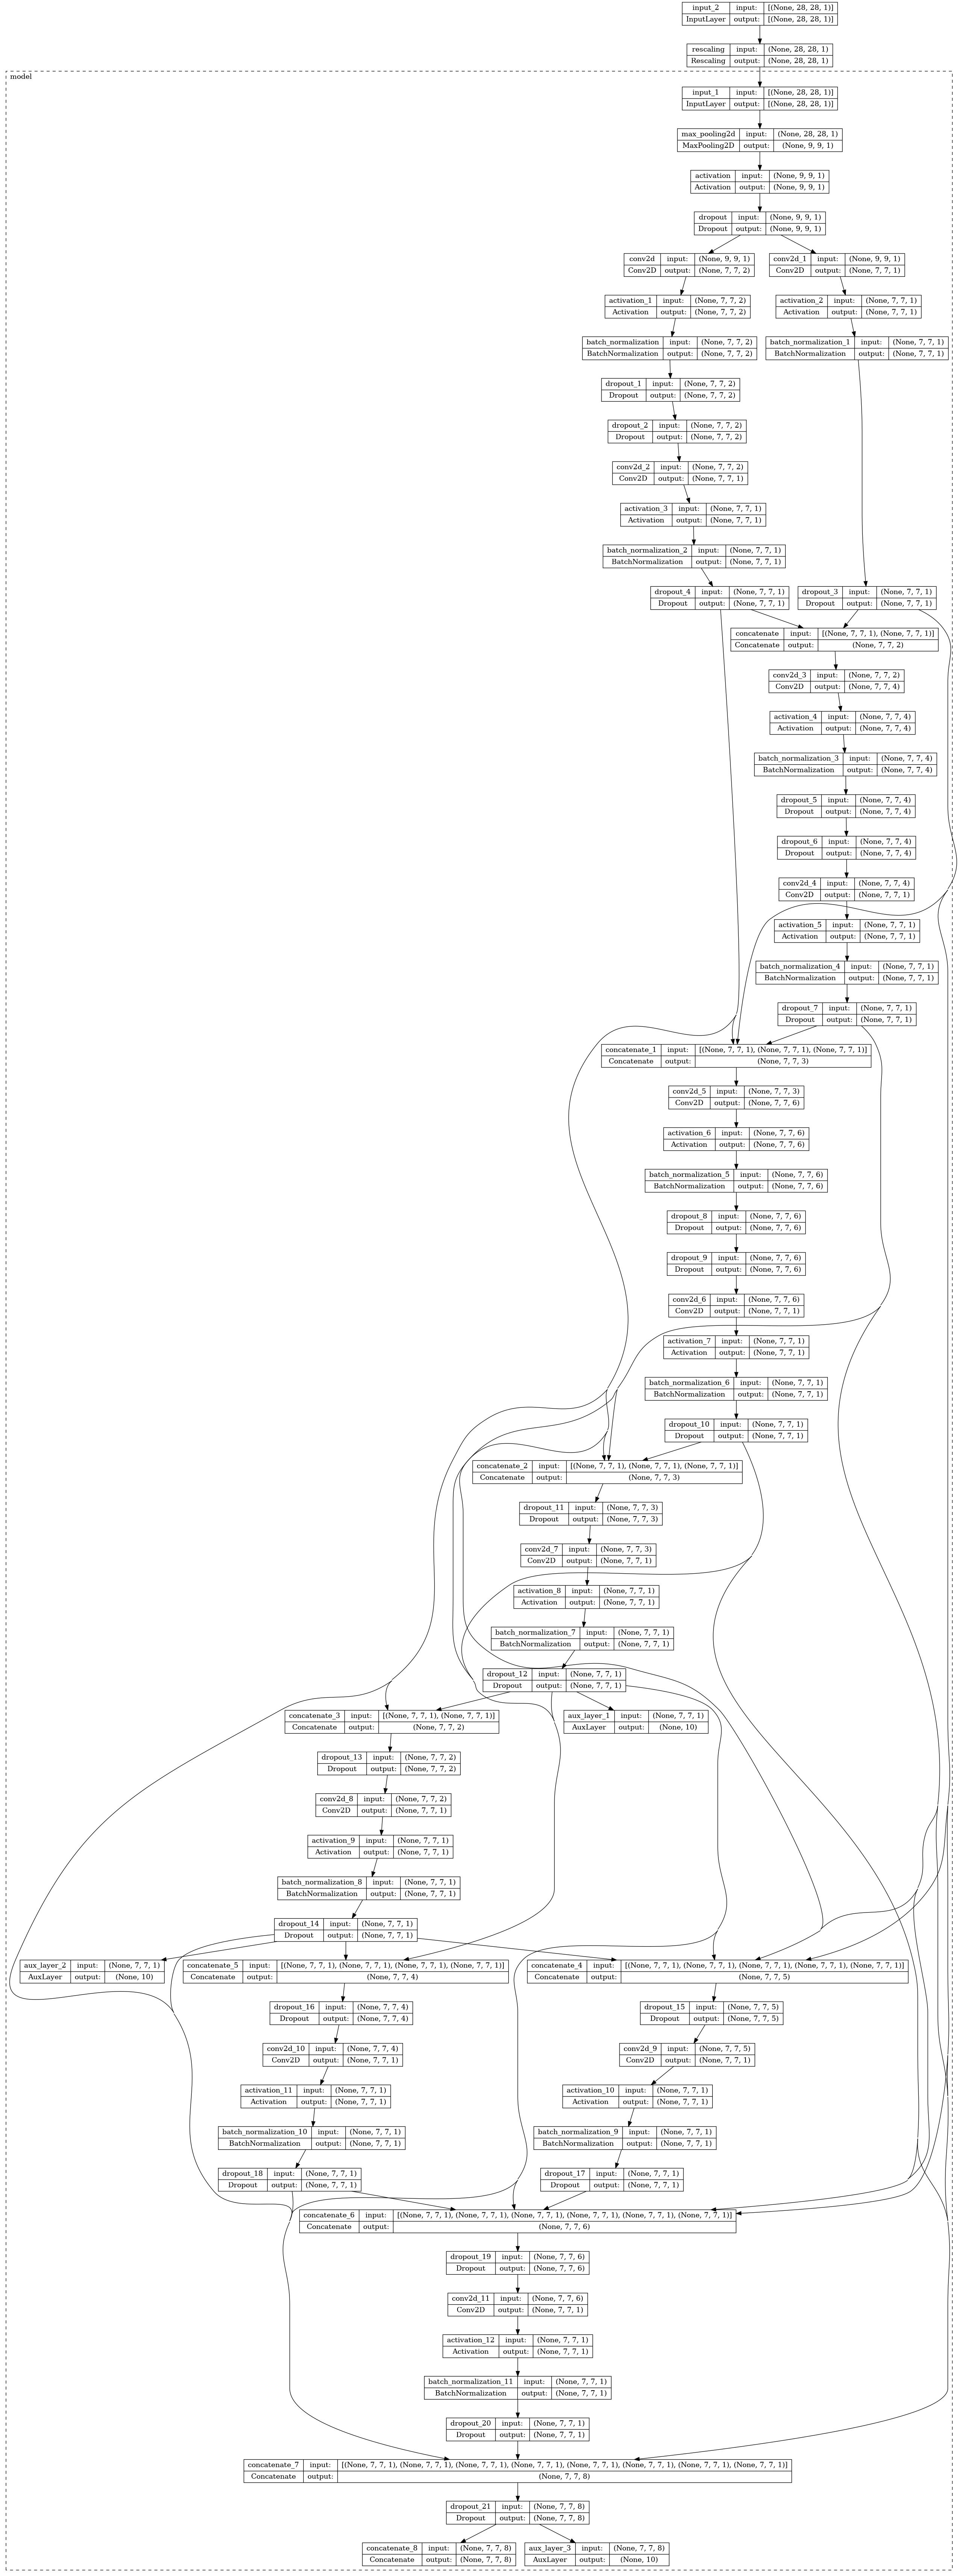 input_2 input: [(None, 28, 28, 1)]
InputLayer output: [(None, 28, 28, 1)]
rescaling input: (None, 28, 28, 1)
Rescaling output: (None, 28, 28, 1)
model
input_1 input: [(None, 28, 28, 1)]
InputLayer output: [(None, 28, 28, 1)]
max_pooling2d input: (None, 28, 28, 1)
MaxPooling2D output: (None, 9, 9, 1)
activation input: (None, 9, 9, 1)
Activation output: (None, 9, 9, 1)
dropout input: (None, 9, 9, 1)
Dropout output: (None, 9, 9, 1)
conv2d input: (None, 9, 9, 1)
Conv2D output: (None, 7, 7, 2)
conv2d_1 input: (None, 9, 9, 1)
Conv2D output: (None, 7, 7, 1)
activation_1 input: (None, 7, 7, 2)
Activation output: (None, 7, 7, 2)
activation_2 input: (None, 7, 7, 1)
Activation output: (None, 7, 7, 1)
batch_normalization input: (None, 7, 7, 2)
BatchNormalization output: (None, 7, 7, 2)
batch_normalization_1 input: (None, 7, 7, 1)
BatchNormalization output: (None, 7, 7, 1)
dropout_1 input: (None, 7, 7, 2)
Dropout output: (None, 7, 7, 2)
dropout_2 input: (None, 7, 7, 2)
Dropout output: (None, 7, 7, 2)
conv2d_2 input: (None, 7, 7, 2)
Conv2D output: (None, 7, 7, 1)
activation_3 input: (None, 7, 7, 1)
Activation output: (None, 7, 7, 1)
batch_normalization_2 input: (None, 7, 7, 1)
BatchNormalization output: (None, 7, 7, 1)
dropout_4 input: (None, 7, 7, 1)
Dropout output: (None, 7, 7, 1)
dropout_3 input: (None, 7, 7, 1)
Dropout output: (None, 7, 7, 1)
concatenate input: [(None, 7, 7, 1), (None, 7, 7, 1)]
Concatenate output: (None, 7, 7, 2)
conv2d_3 input: (None, 7, 7, 2)
Conv2D output: (None, 7, 7, 4)
activation_4 input: (None, 7, 7, 4)
Activation output: (None, 7, 7, 4)
batch_normalization_3 input: (None, 7, 7, 4)
BatchNormalization output: (None, 7, 7, 4)
dropout_5 input: (None, 7, 7, 4)
Dropout output: (None, 7, 7, 4)
dropout_6 input: (None, 7, 7, 4)
Dropout output: (None, 7, 7, 4)
conv2d_4 input: (None, 7, 7, 4)
Conv2D output: (None, 7, 7, 1)
activation_5 input: (None, 7, 7, 1)
Activation output: (None, 7, 7, 1)
batch_normalization_4 input: (None, 7, 7, 1)
BatchNormalization output: (None, 7, 7, 1)
dropout_7 input: (None, 7, 7, 1)
Dropout output: (None, 7, 7, 1)
concatenate_1 input: [(None, 7, 7, 1), (None, 7, 7, 1), (None, 7, 7, 1)]
Concatenate output: (None, 7, 7, 3)
conv2d_5 input: (None, 7, 7, 3)
Conv2D output: (None, 7, 7, 6)
activation_6 input: (None, 7, 7, 6)
Activation output: (None, 7, 7, 6)
batch_normalization_5 input: (None, 7, 7, 6)
BatchNormalization output: (None, 7, 7, 6)
dropout_8 input: (None, 7, 7, 6)
Dropout output: (None, 7, 7, 6)
dropout_9 input: (None, 7, 7, 6)
Dropout output: (None, 7, 7, 6)
conv2d_6 input: (None, 7, 7, 6)
Conv2D output: (None, 7, 7, 1)
activation_7 input: (None, 7, 7, 1)
Activation output: (None, 7, 7, 1)
batch_normalization_6 input: (None, 7, 7, 1)
BatchNormalization output: (None, 7, 7, 1)
dropout_10 input: (None, 7, 7, 1)
Dropout output: (None, 7, 7, 1)
concatenate_2 input: [(None, 7, 7, 1), (None, 7, 7, 1), (None, 7, 7, 1)]
Concatenate output: (None, 7, 7, 3)
dropout_11 input: (None, 7, 7, 3)
Dropout output: (None, 7, 7, 3)
conv2d_7 input: (None, 7, 7, 3)
Conv2D output: (None, 7, 7, 1)
activation_8 input: (None, 7, 7, 1)
Activation output: (None, 7, 7, 1)
batch_normalization_7 input: (None, 7, 7, 1)
BatchNormalization output: (None, 7, 7, 1)
dropout_12 input: (None, 7, 7, 1)
Dropout output: (None, 7, 7, 1)
concatenate_3 input: [(None, 7, 7, 1), (None, 7, 7, 1)]
Concatenate output: (None, 7, 7, 2)
aux_layer_1 input: (None, 7, 7, 1)
AuxLayer output: (None, 10)
dropout_13 input: (None, 7, 7, 2)
Dropout output: (None, 7, 7, 2)
conv2d_8 input: (None, 7, 7, 2)
Conv2D output: (None, 7, 7, 1)
activation_9 input: (None, 7, 7, 1)
Activation output: (None, 7, 7, 1)
batch_normalization_8 input: (None, 7, 7, 1)
BatchNormalization output: (None, 7, 7, 1)
dropout_14 input: (None, 7, 7, 1)
Dropout output: (None, 7, 7, 1)
aux_layer_2 input: (None, 7, 7, 1)
AuxLayer output: (None, 10)
concatenate_5 input: [(None, 7, 7, 1), (None, 7, 7, 1), (None, 7, 7, 1), (None, 7, 7, 1)]
Concatenate output: (None, 7, 7, 4)
concatenate_4 input: [(None, 7, 7, 1), (None, 7, 7, 1), (None, 7, 7, 1), (None, 7, 7, 1), (None, 7, 7, 1)]
Concatenate output: (None, 7, 7, 5)
dropout_16 input: (None, 7, 7, 4)
Dropout output: (None, 7, 7, 4)
dropout_15 input: (None, 7, 7, 5)
Dropout output: (None, 7, 7, 5)
conv2d_10 input: (None, 7, 7, 4)
Conv2D output: (None, 7, 7, 1)
conv2d_9 input: (None, 7, 7, 5)
Conv2D output: (None, 7, 7, 1)
activation_11 input: (None, 7, 7, 1)
Activation output: (None, 7, 7, 1)
activation_10 input: (None, 7, 7, 1)
Activation output: (None, 7, 7, 1)
batch_normalization_10 input: (None, 7, 7, 1)
BatchNormalization output: (None, 7, 7, 1)
batch_normalization_9 input: (None, 7, 7, 1)
BatchNormalization output: (None, 7, 7, 1)
dropout_18 input: (None, 7, 7, 1)
Dropout output: (None, 7, 7, 1)
dropout_17 input: (None, 7, 7, 1)
Dropout output: (None, 7, 7, 1)
concatenate_6 input: [(None, 7, 7, 1), (None, 7, 7, 1), (None, 7, 7, 1), (None, 7, 7, 1), (None, 7, 7, 1), (None, 7, 7, 1)]
Concatenate output: (None, 7, 7, 6)
dropout_19 input: (None, 7, 7, 6)
Dropout output: (None, 7, 7, 6)
conv2d_11 input: (None, 7, 7, 6)
Conv2D output: (None, 7, 7, 1)
activation_12 input: (None, 7, 7, 1)
Activation output: (None, 7, 7, 1)
batch_normalization_11 input: (None, 7, 7, 1)
BatchNormalization output: (None, 7, 7, 1)
dropout_20 input: (None, 7, 7, 1)
Dropout output: (None, 7, 7, 1)
concatenate_7 input: [(None, 7, 7, 1), (None, 7, 7, 1), (None, 7, 7, 1), (None, 7, 7, 1), (None, 7, 7, 1), (None, 7, 7, 1), (None, 7, 7, 1), (None, 7, 7, 1)]
Concatenate output: (None, 7, 7, 8)
dropout_21 input: (None, 7, 7, 8)
Dropout output: (None, 7, 7, 8)
concatenate_8 input: (None, 7, 7, 8)
Concatenate output: (None, 7, 7, 8)
aux_layer_3 input: (None, 7, 7, 8)
AuxLayer output: (None, 10)